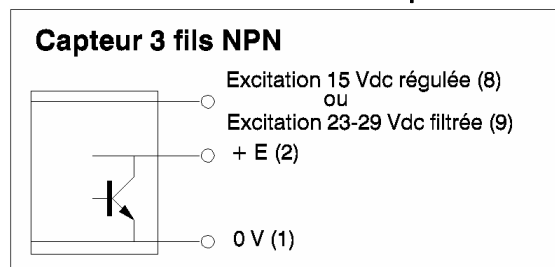 Capteur 3 fils NPN
Excitation 15 Vdc régulée (8)
ou
Excitation 23-29 Vdc filtrée (9)
+ E (2)
0 V (1)